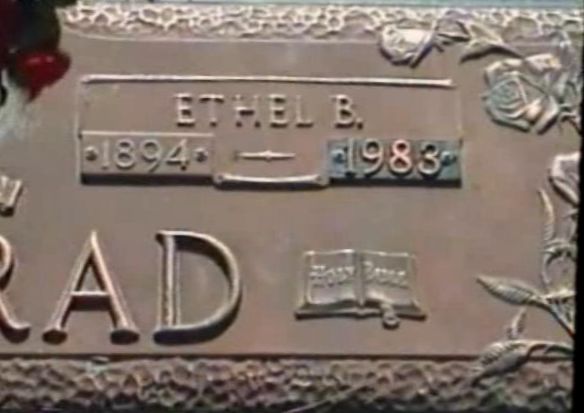 ETHEL B.
1894 1983
RAD
HOLY BIBLE